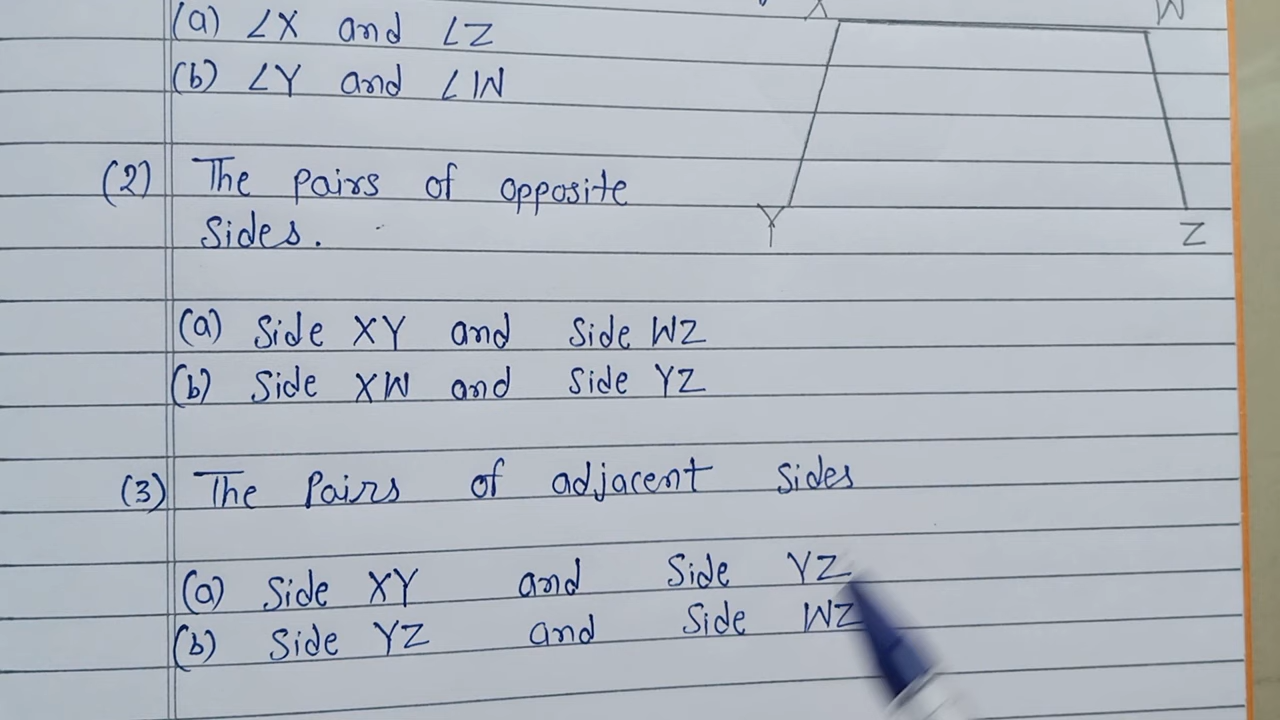 (a) ∠X and ∠Z
(b) ∠Y and ∠W
X W
(2) The pairs of opposite
sides.
Y Z
(a) Side XY and Side WZ
(b) Side XW and Side YZ
(3) The Pairs of adjacent sides
(a) Side XY and Side YZ
(b) Side YZ and Side WZ